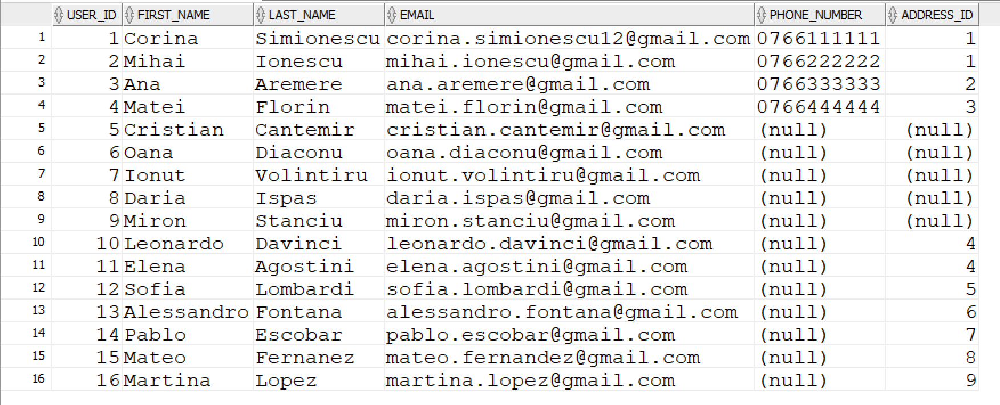 USER_ID FIRST_NAME LAST_NAME EMAIL PHONE_NUMBER ADDRESS_ID
1 1 Corina Simionescu corina.simionescu12@gmail.com 0766111111 1
2 2 Mihai Ionescu mihai.ionescu@gmail.com 0766222222 1
3 3 Ana Aremere ana.aremere@gmail.com 0766333333 2
4 4 Matei Florin matei.florin@gmail.com 0766444444 3
5 5 Cristian Cantemir cristian.cantemir@gmail.com (null) (null)
6 6 Oana Diaconu oana.diaconu@gmail.com (null) (null)
7 7 Ionut Volintiru ionut.volintiru@gmail.com (null) (null)
8 8 Daria Ispas daria.ispas@gmail.com (null) (null)
9 9 Miron Stanciu miron.stanciu@gmail.com (null) (null)
10 10 Leonardo Davinci leonardo.davinci@gmail.com (null) 4
11 11 Elena Agostini elena.agostini@gmail.com (null) 4
12 12 Sofia Lombardi sofia.lombardi@gmail.com (null) 5
13 13 Alessandro Fontana alessandro.fontana@gmail.com (null) 6
14 14 Pablo Escobar pablo.escobar@gmail.com (null) 7
15 15 Mateo Fernanez mateo.fernandez@gmail.com (null) 8
16 16 Martina Lopez martina.lopez@gmail.com (null) 9